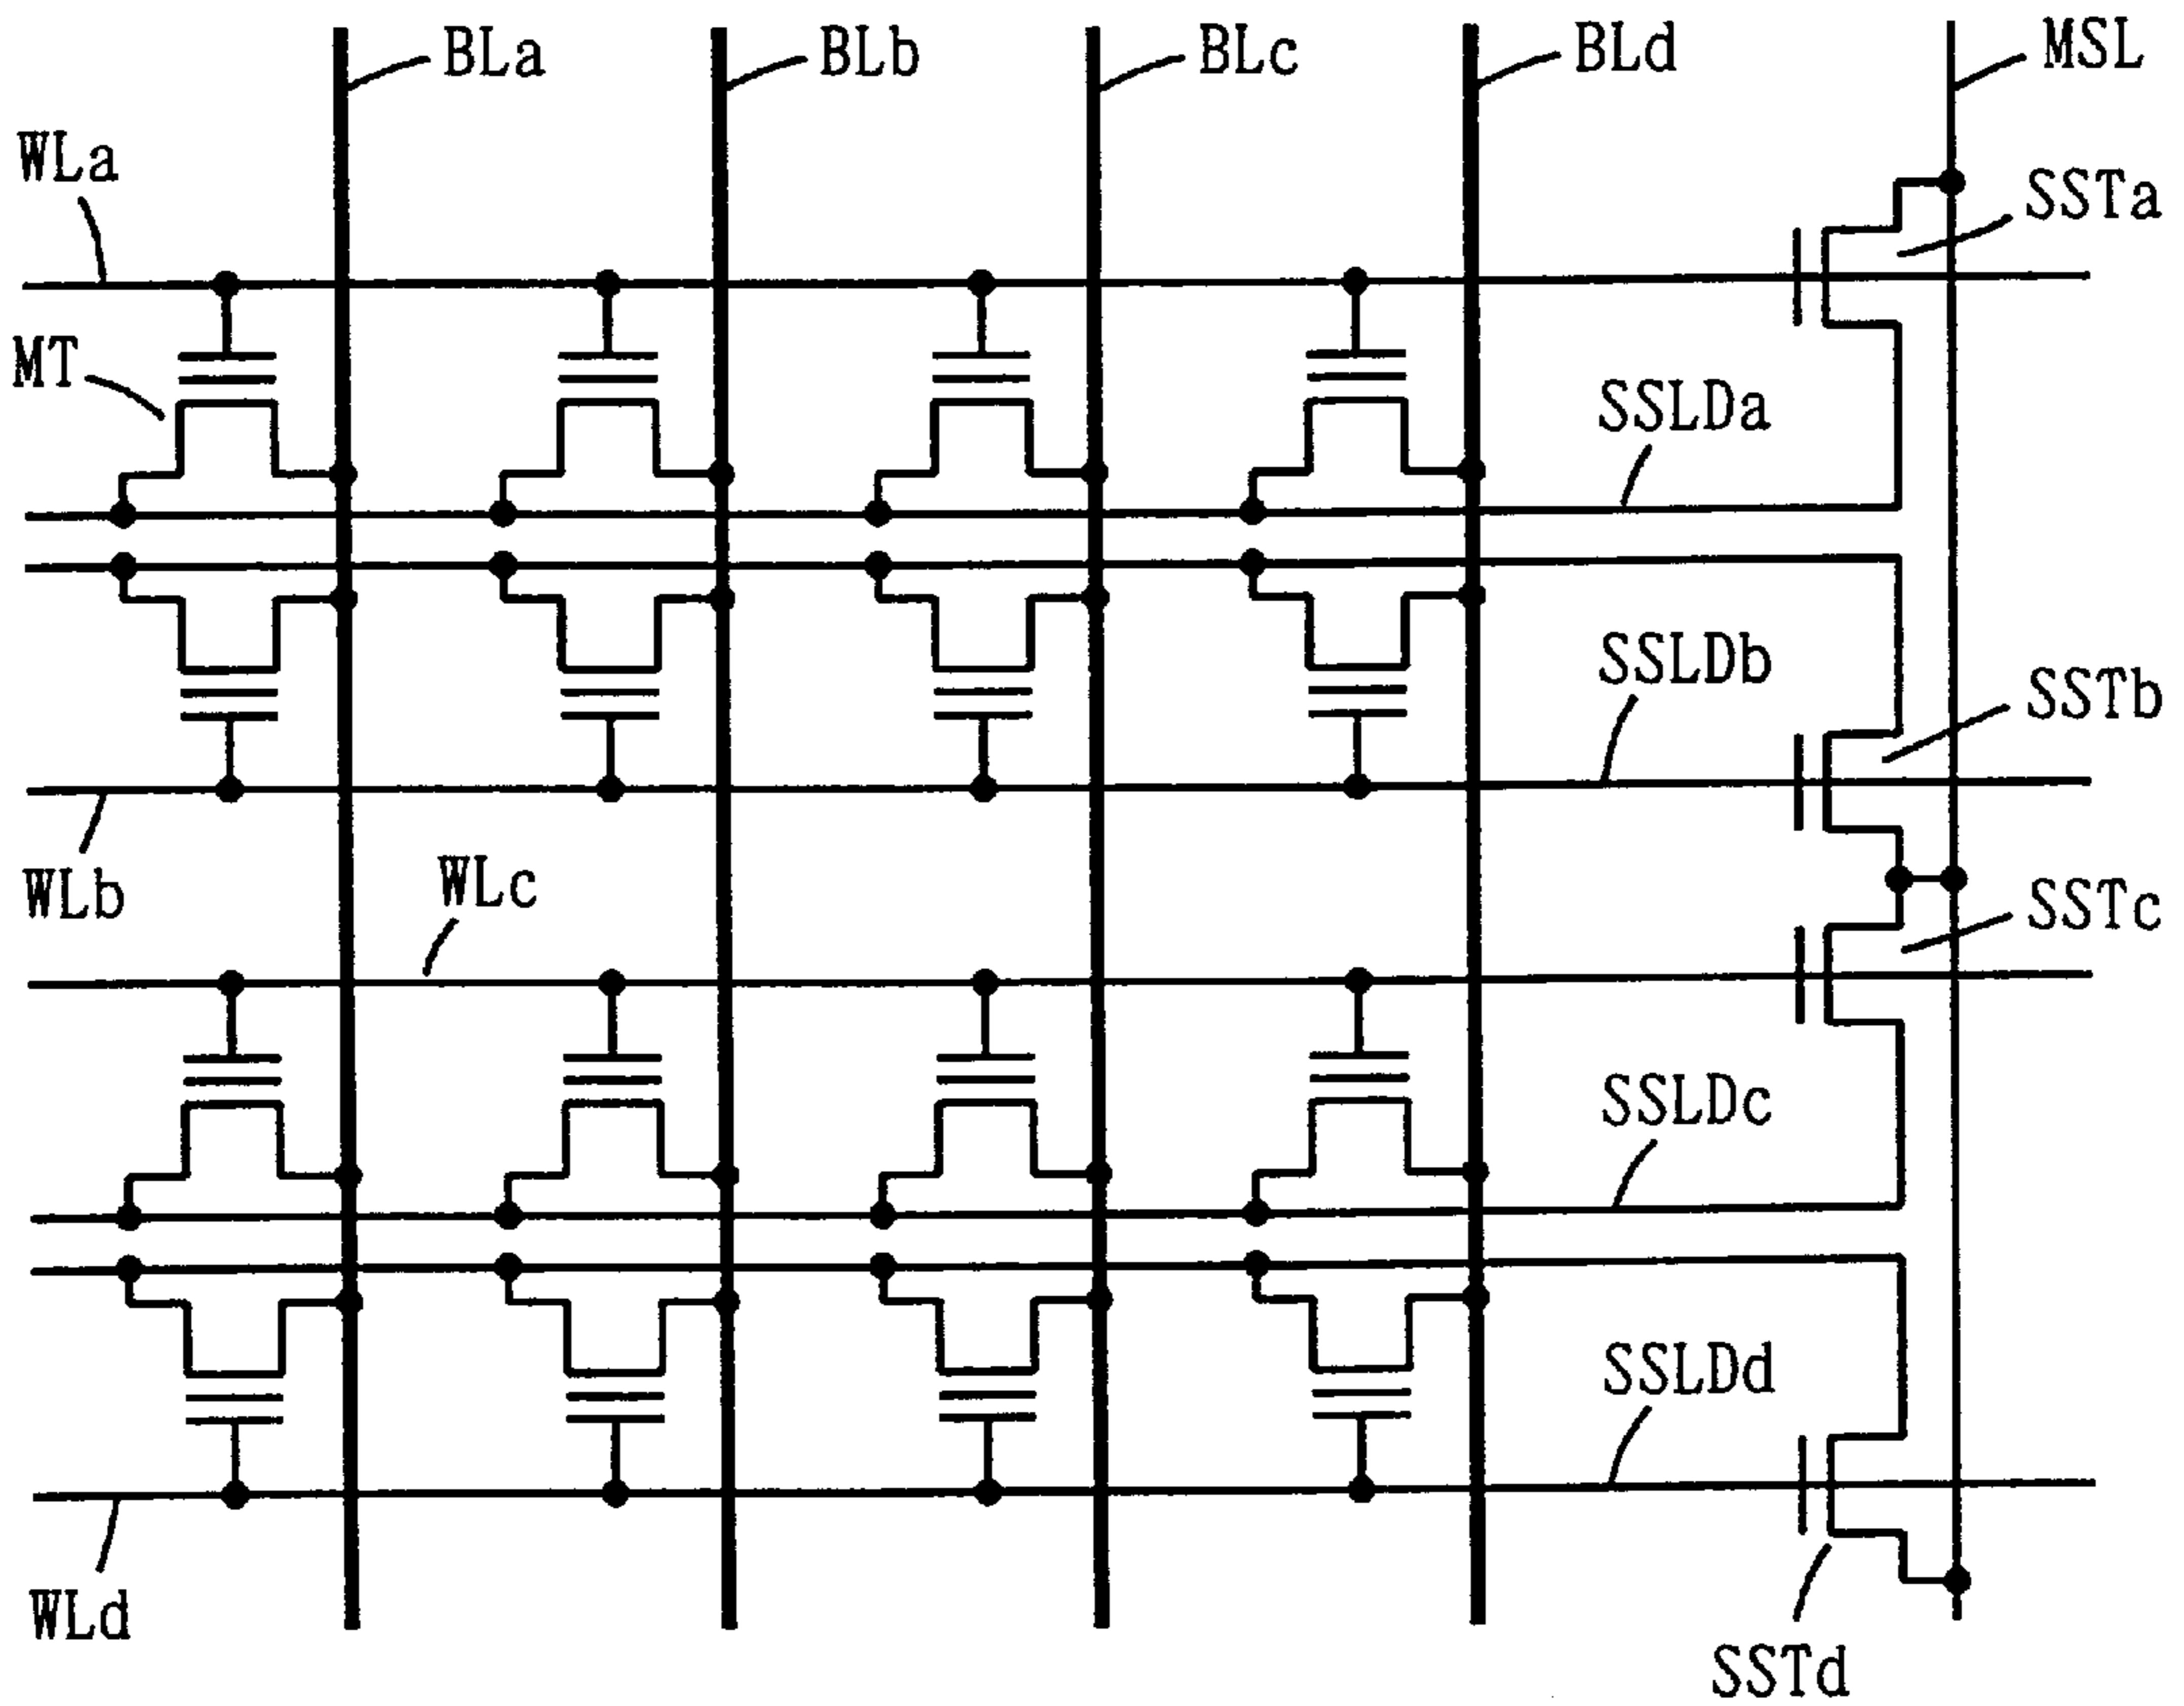 BLa
BLb
BLc
BLd
MSL
WLa
SSTa
MT
SSLDa
SSLDb
SSTb
WLb
WLc
SSTc
SSLDc
SSLDd
WLd
SSTd